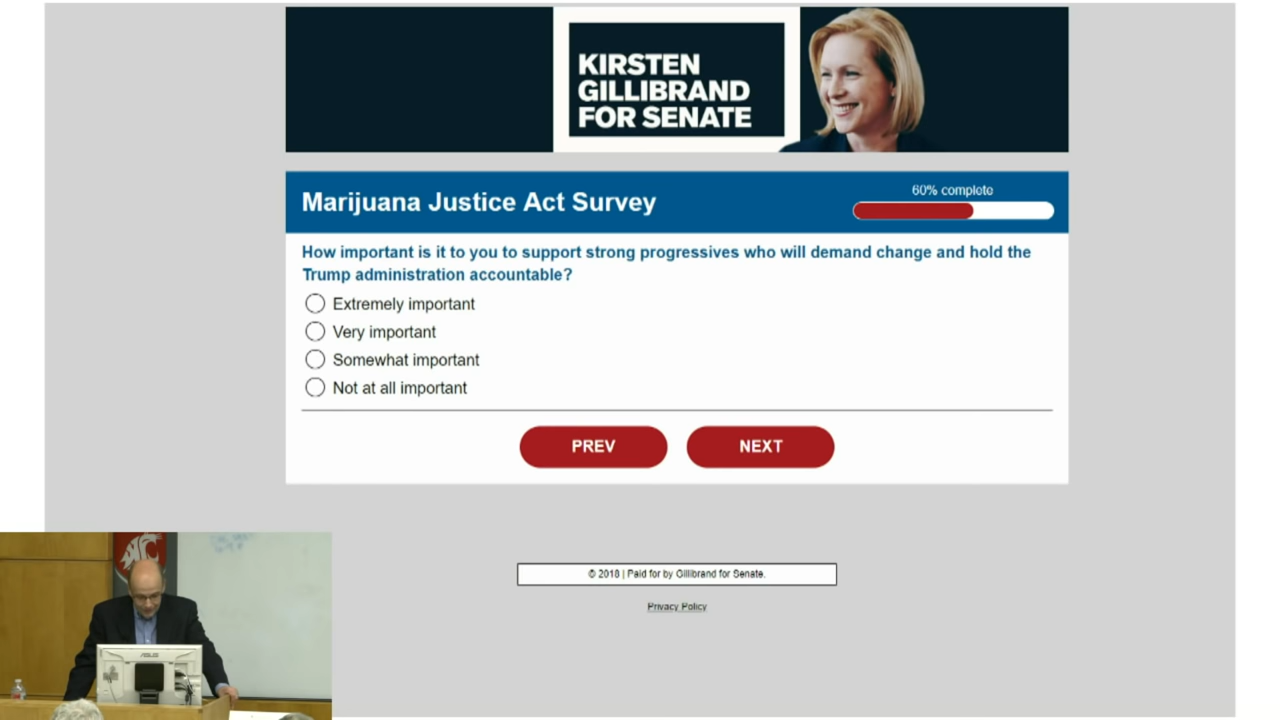 KIRSTEN
GILLIBRAND
FOR SENATE
Marijuana Justice Act Survey
60% complete
How important is it to you to support strong progressives who will demand change and hold the
Trump administration accountable?
Extremely important
Very important
Somewhat important
Not at all important
PREV
NEXT
© 2018 | Paid for by Gillibrand for Senate.
Privacy Policy
ASUS